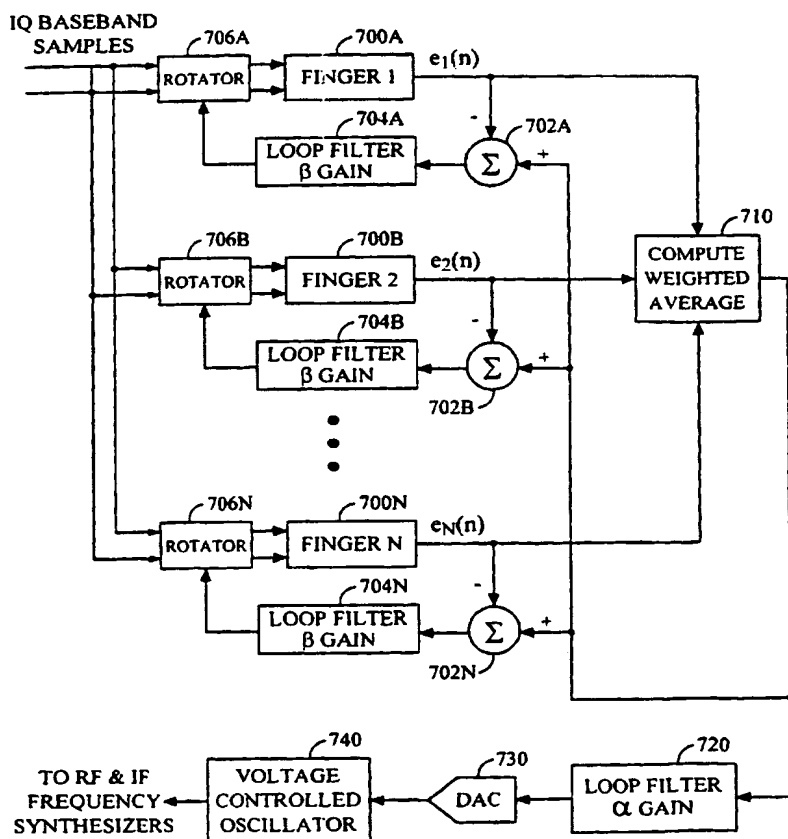 IQ BASEBAND
SAMPLES
706A
700A
ROTATOR
FINGER 1
e1(n)
704A
-
702A
LOOP FILTER
β GAIN
Σ
+
706B
700B
710
ROTATOR
FINGER 2
e2(n)
COMPUTE
WEIGHTED
AVERAGE
704B
-
LOOP FILTER
β GAIN
Σ
+
702B
706N
700N
ROTATOR
FINGER N
eN(n)
704N
-
LOOP FILTER
β GAIN
Σ
+
702N
740
730
720
TO RF & IF
FREQUENCY
SYNTHESIZERS
VOLTAGE
CONTROLLED
OSCILLATOR
DAC
LOOP FILTER
α GAIN